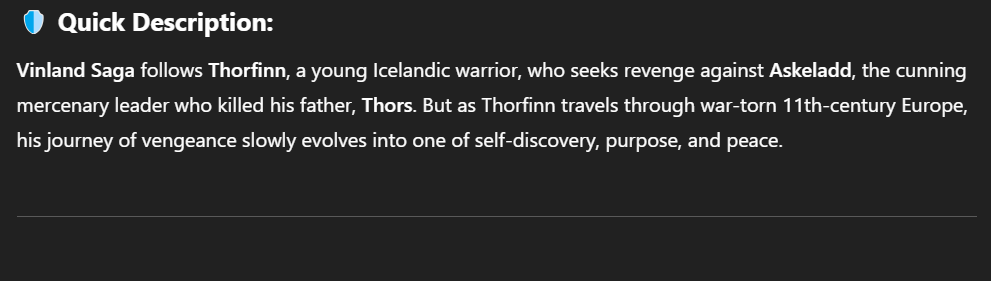 🛡️ Quick Description:
Vinland Saga follows Thorfinn, a young Icelandic warrior, who seeks revenge against Askeladd, the cunning
mercenary leader who killed his father, Thors. But as Thorfinn travels through war-torn 11th-century Europe,
his journey of vengeance slowly evolves into one of self-discovery, purpose, and peace.